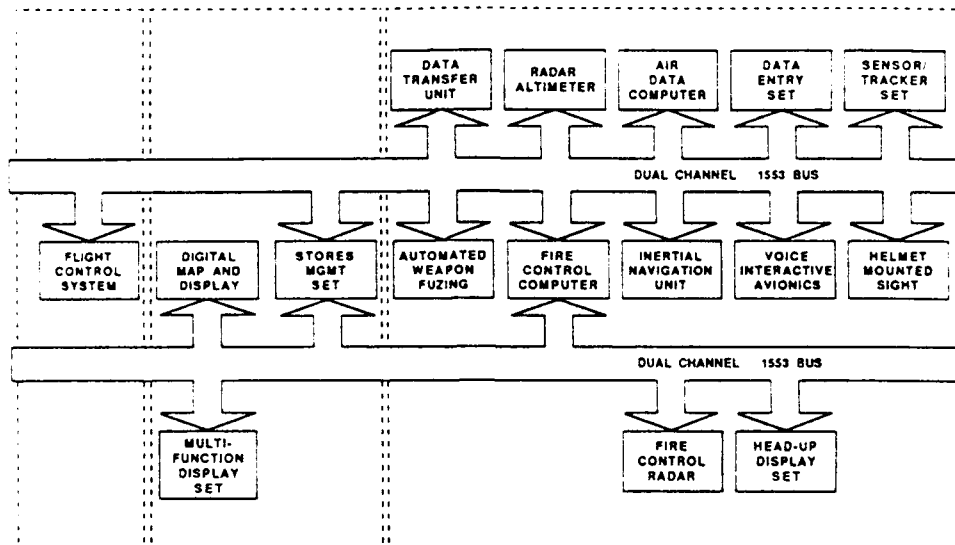 DATA
TRANSFER
UNIT
RADAR
ALTIMETER
AIR
DATA
COMPUTER
DATA
ENTRY
SET
SENSOR/
TRACKER
SET
DUAL CHANNEL 1553 BUS
FLIGHT
CONTROL
SYSTEM
DIGITAL
MAP AND
DISPLAY
STORES
MGMT
SET
AUTOMATED
WEAPON
FUZING
FIRE
CONTROL
COMPUTER
INERTIAL
NAVIGATION
UNIT
VOICE
INTERACTIVE
AVIONICS
HELMET
MOUNTED
SIGHT
DUAL CHANNEL 1553 BUS
MULTI-
FUNCTION
DISPLAY
SET
FIRE
CONTROL
RADAR
HEAD-UP
DISPLAY
SET